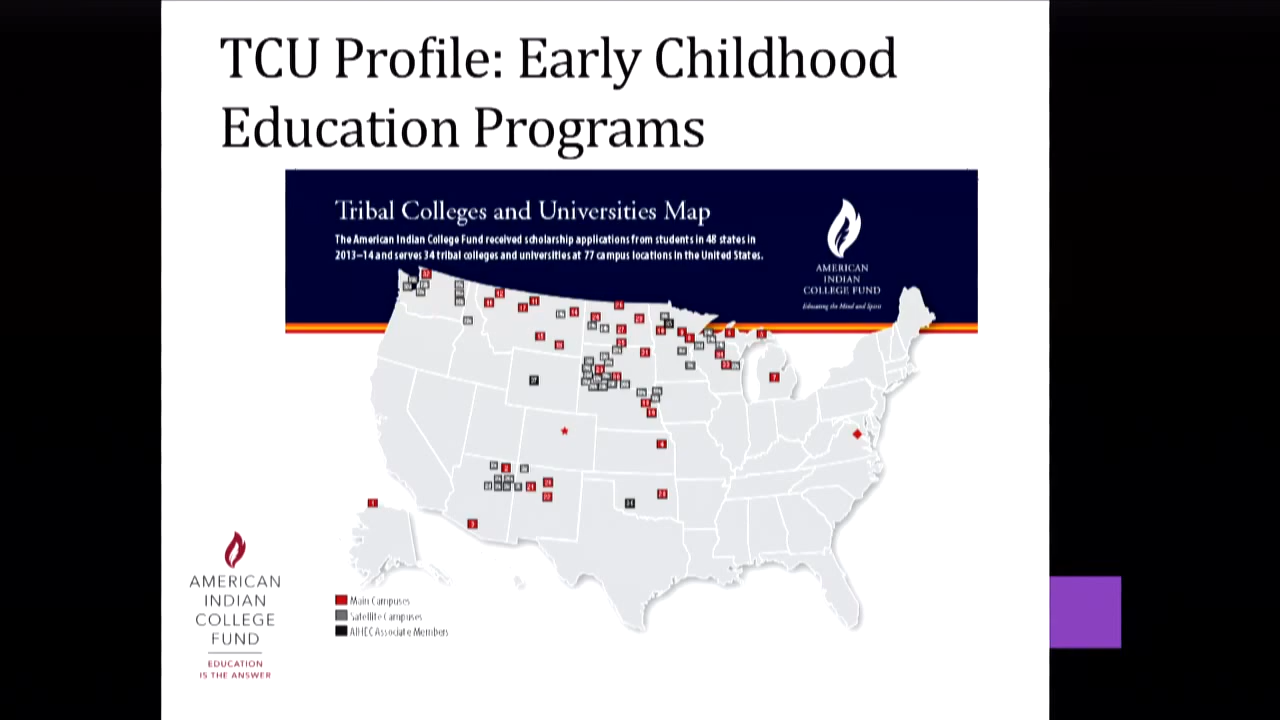 TCU Profile: Early Childhood
Education Programs
Tribal Colleges and Universities Map
The American Indian College Fund received scholarship applications from students in 48 states in
2013–14 and serves 34 tribal colleges and universities at 77 campus locations in the United States.
AMERICAN
INDIAN
COLLEGE FUND
Educating the Mind and Spirit
Main Campuses
Satellite Campuses
AIHEC Associate Members
AMERICAN
INDIAN
COLLEGE
FUND
EDUCATION
IS THE ANSWER